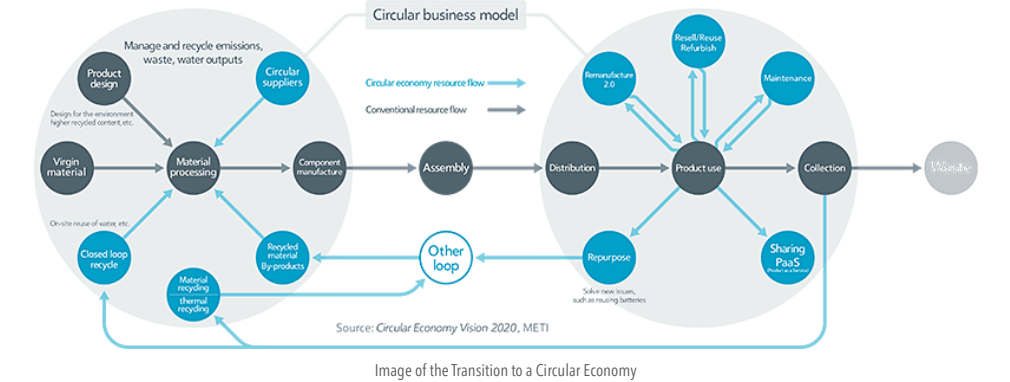 Circular business model
Manage and recycle emissions,
waste, water outputs
Product
design
Circular
suppliers
Design for the environment
higher recycled content, etc.
Circular economy resource flow
Conventional resource flow
Resell/Reuse
Refurbish
Remanufacture
2.0
Maintenance
Virgin
material
Material
processing
Component
manufacture
Assembly
Distribution
Product use
Collection
Waste
On-site reuse of water, etc.
Closed loop
recycle
Recycled
material
By-products
Other
loop
Repurpose
Sharing
PaaS
(Product as a Service)
Material
recycling
thermal
recycling
Solve new issues,
such as rousing batteries
Source: Circular Economy Vision 2020, METI
Image of the Transition to a Circular Economy